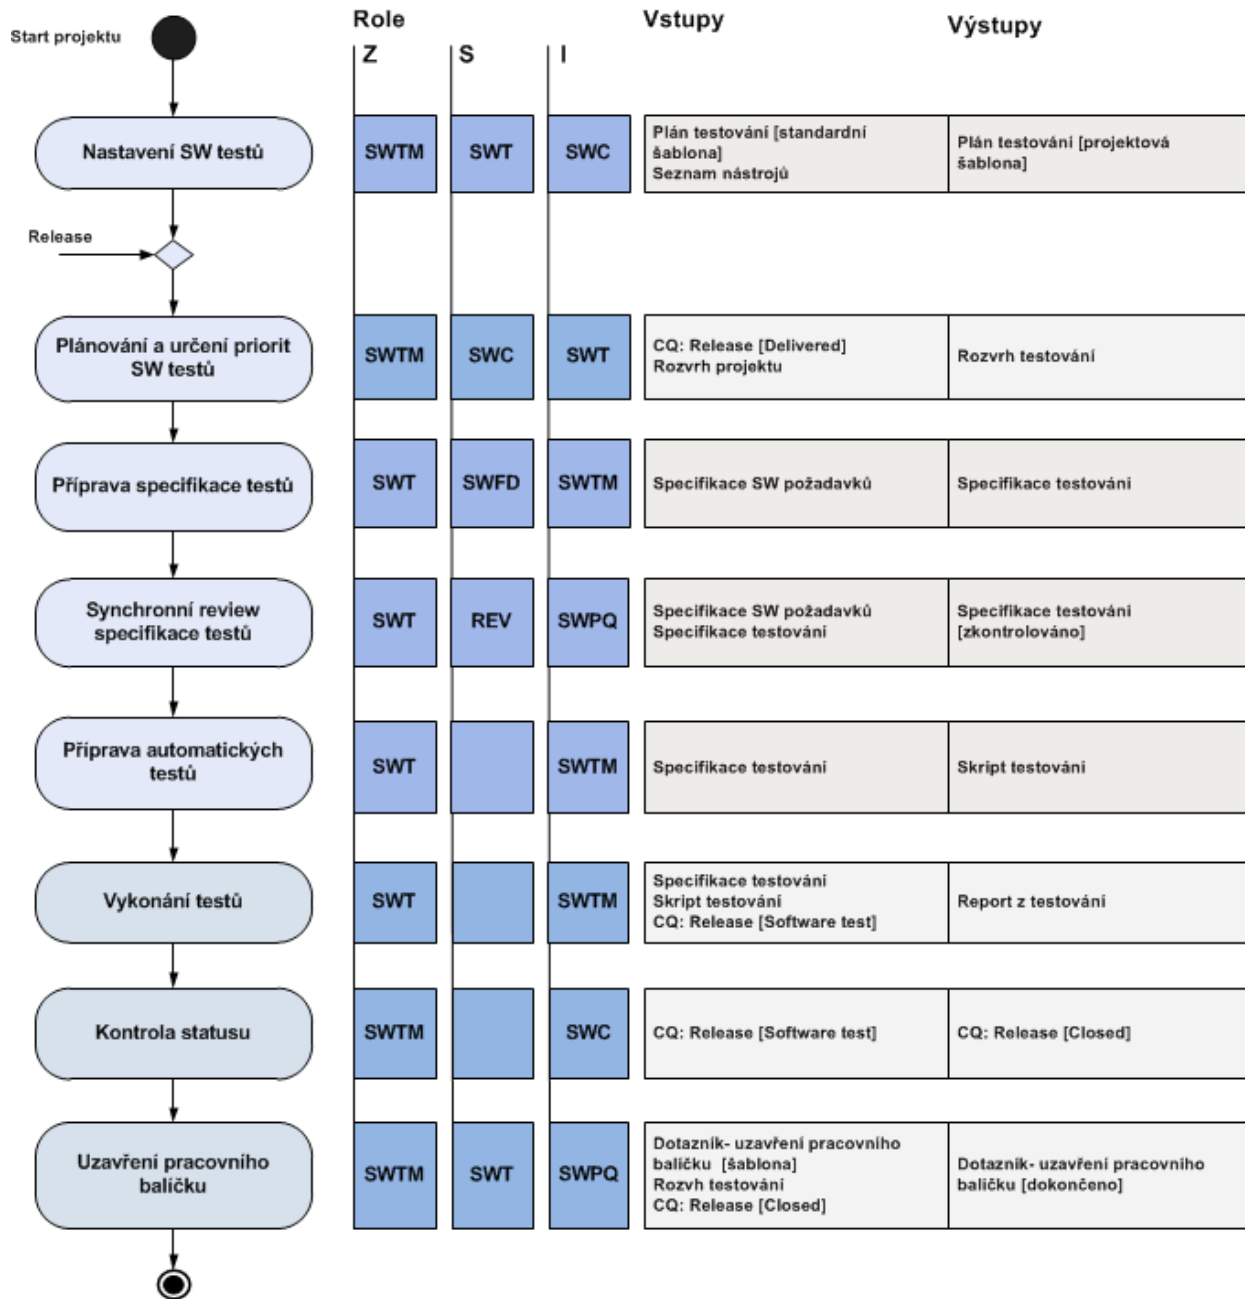 Start projektu
Role
Vstupy
Výstupy
Z
S
I
Nastavení SW testů
SWTM
SWT
SWC
Plán testování [standardní
šablona]
Seznam nástrojů
Plán testování [projektová
šablona]
Release
Plánování a určení priorit
SW testů
SWTM
SWC
SWT
CQ: Release [Delivered]
Rozvrh projektu
Rozvrh testování
Příprava specifikace testů
SWT
SWFD
SWTM
Specifikace SW požadavků
Specifikace testování
Synchronní review
specifikace testů
SWT
REV
SWPQ
Specifikace SW požadavků
Specifikace testování
Specifikace testování
[zkontrolováno]
Příprava automatických
testů
SWT
SWTM
Specifikace testování
Skript testování
Vykonání testů
SWT
SWTM
Specifikace testování
Skript testování
CQ: Release [Software test]
Report z testování
Kontrola statusu
SWTM
SWC
CQ: Release [Software test]
CQ: Release [Closed]
Uzavření pracovního
balíčku
SWTM
SWT
SWPQ
Dotazník- uzavření pracovního
balíčku [šablona]
Rozvh testování
CQ: Release [Closed]
Dotazník- uzavření pracovního
balíčku [dokončeno]